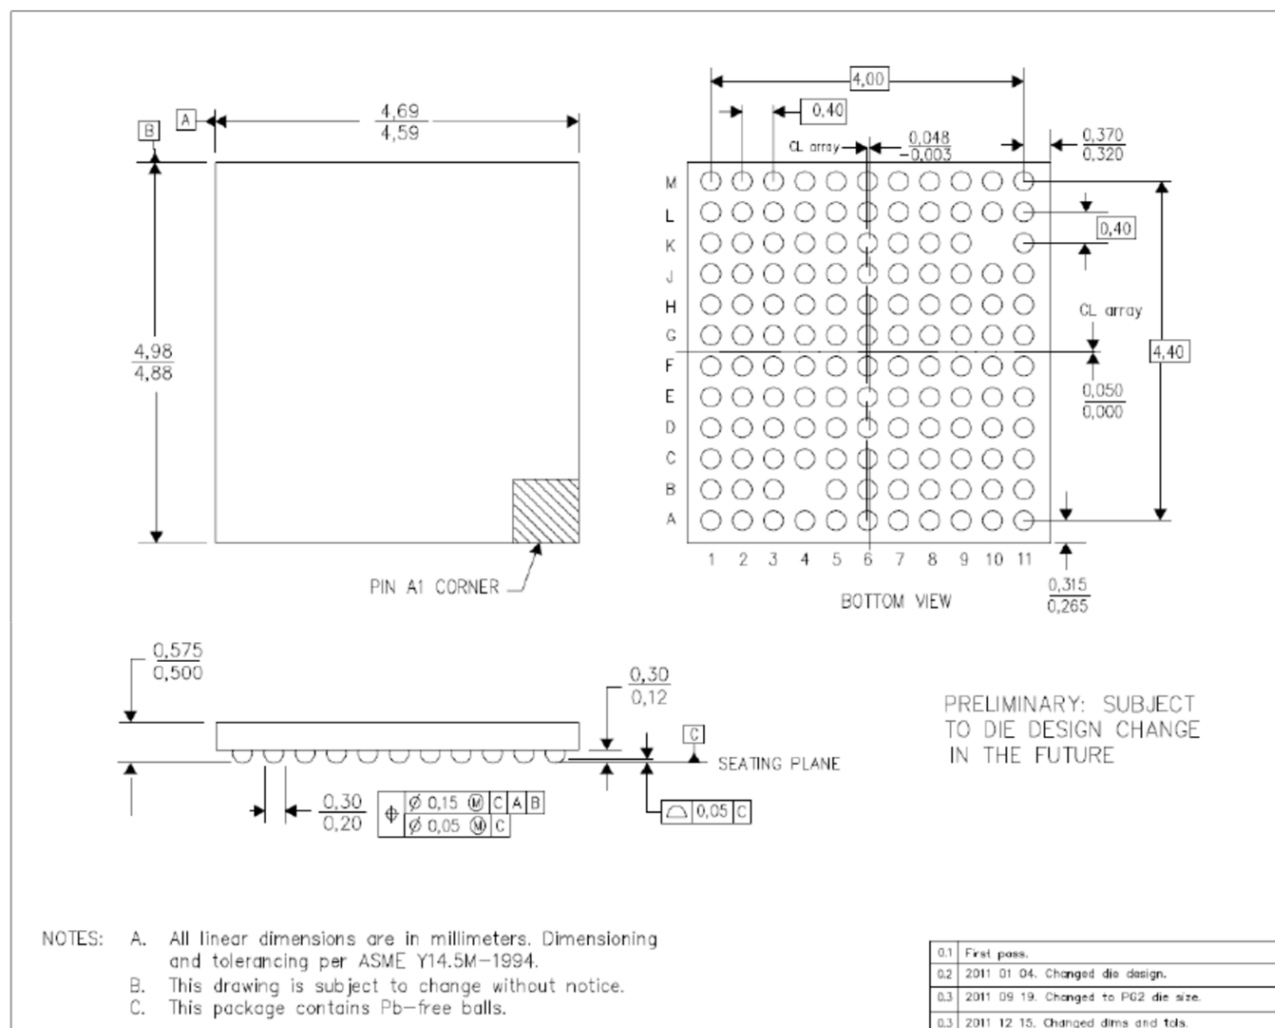 4,00
4,69
4,59
0,40
0,048
-0,003
0,370
0,320
A
B
CL array
M
L
K
J
H
G
F
E
D
C
B
A
0,40
CL array
4,40
4,98
4,88
0,050
0,000
1 2 3 4 5 6 7 8 9 10 11
PIN A1 CORNER
BOTTOM VIEW
0,315
0,265
0,575
0,500
0,30
0,12
C
SEATING PLANE
PRELIMINARY: SUBJECT
TO DIE DESIGN CHANGE
IN THE FUTURE
0,30
0,20
⌖ Ø 0,15 Ⓜ C A B
Ø 0,05 Ⓜ C
⌓ 0,05 C
NOTES: A. All linear dimensions are in millimeters. Dimensioning
and tolerancing per ASME Y14.5M-1994.
B. This drawing is subject to change without notice.
C. This package contains Pb-free balls.
0.1 First pass.
0.2 2011 01 04. Changed die design.
0.3 2011 09 19. Changed to PG2 die size.
0.3 2011 12 15. Changed dims and tols.